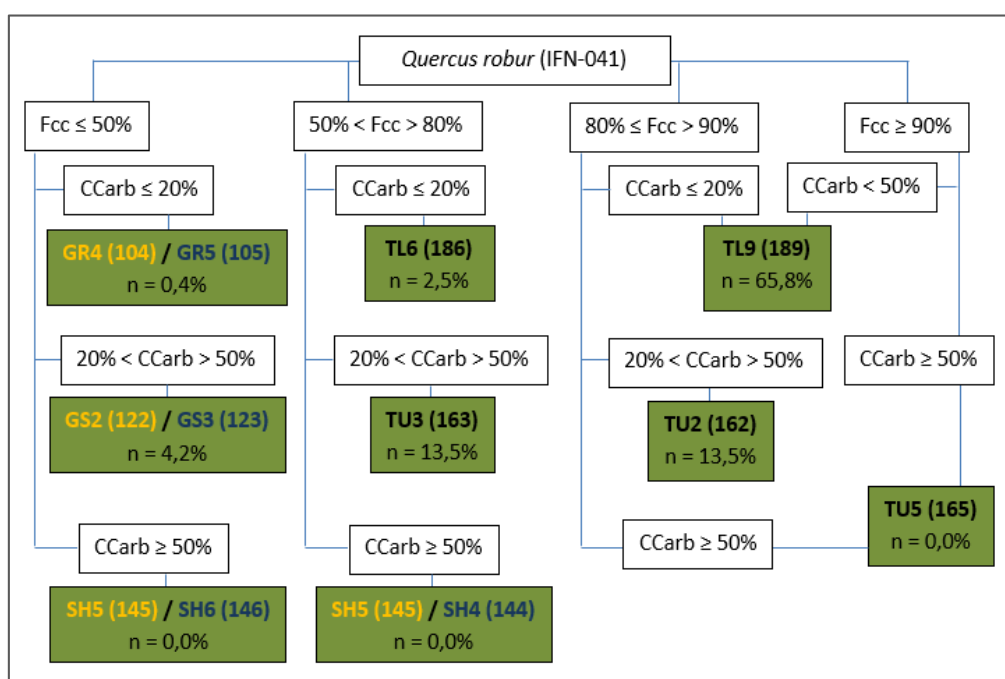 Quercus robur (IFN-041)
Fcc ≤ 50%
50% < Fcc > 80%
80% ≤ Fcc > 90%
Fcc ≥ 90%
CCarb ≤ 20%
CCarb ≤ 20%
CCarb ≤ 20%
CCarb < 50%
GR4 (104) / GR5 (105)
n = 0,4%
TL6 (186)
n = 2,5%
TL9 (189)
n = 65,8%
20% < CCarb > 50%
20% < CCarb > 50%
20% < CCarb > 50%
CCarb ≥ 50%
GS2 (122) / GS3 (123)
n = 4,2%
TU3 (163)
n = 13,5%
TU2 (162)
n = 13,5%
TU5 (165)
n = 0,0%
CCarb ≥ 50%
CCarb ≥ 50%
CCarb ≥ 50%
SH5 (145) / SH6 (146)
n = 0,0%
SH5 (145) / SH4 (144)
n = 0,0%